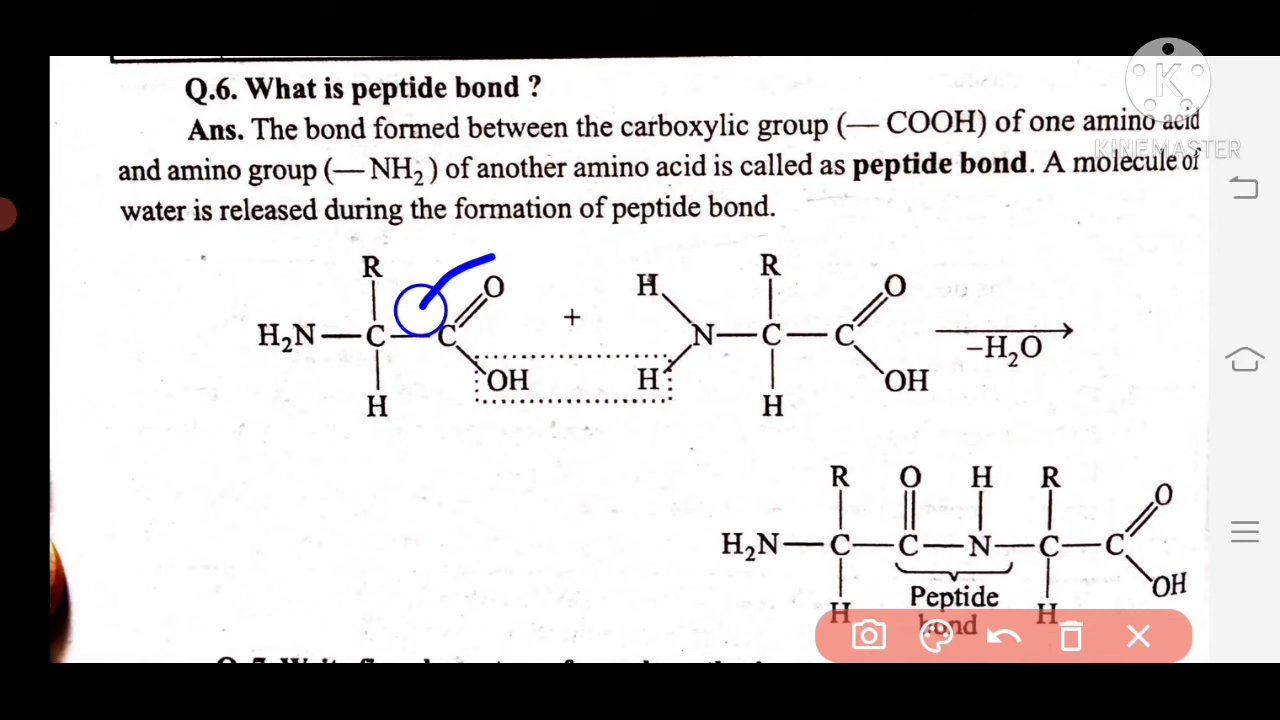 Q.6. What is peptide bond ?
Ans. The bond formed between the carboxylic group (— COOH) of one amino acid
and amino group (— NH₂) of another amino acid is called as peptide bond. A molecule of
water is released during the formation of peptide bond.
K
KINEMASTER
R O H R O
H₂N—C—C + N—C—C
–H₂O
OH H OH
H H
R O H R O
H₂N—C—C—N—C—C
H Peptide H OH
bond